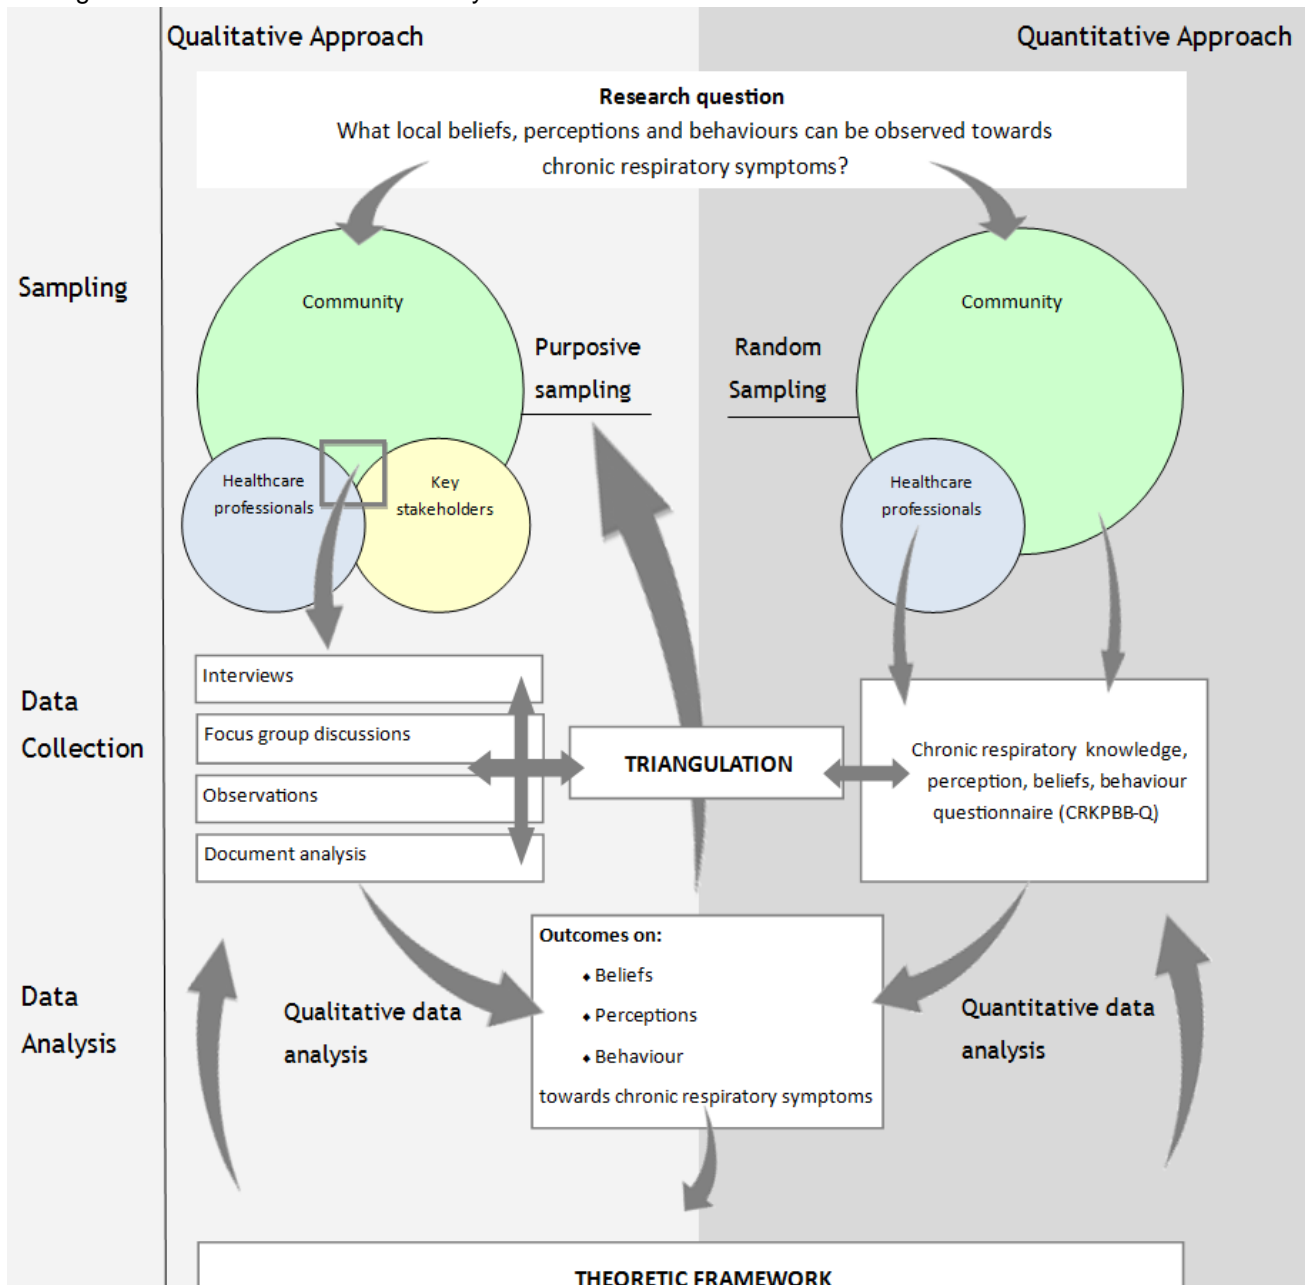 Qualitative Approach
Quantitative Approach
Research question
What local beliefs, perceptions and behaviours can be observed towards
chronic respiratory symptoms?
Sampling
Community
Purposive
sampling
Random
Sampling
Community
Healthcare
professionals
Key
stakeholders
Healthcare
professionals
Data
Collection
Interviews
Focus group discussions
Observations
Document analysis
TRIANGULATION
Chronic respiratory knowledge,
perception, beliefs, behaviour
questionnaire (CRKPBB-Q)
Data
Analysis
Qualitative data
analysis
Outcomes on:
♦ Beliefs
♦ Perceptions
♦ Behaviour
towards chronic respiratory symptoms
Quantitative data
analysis
THEORETIC FRAMEWORK